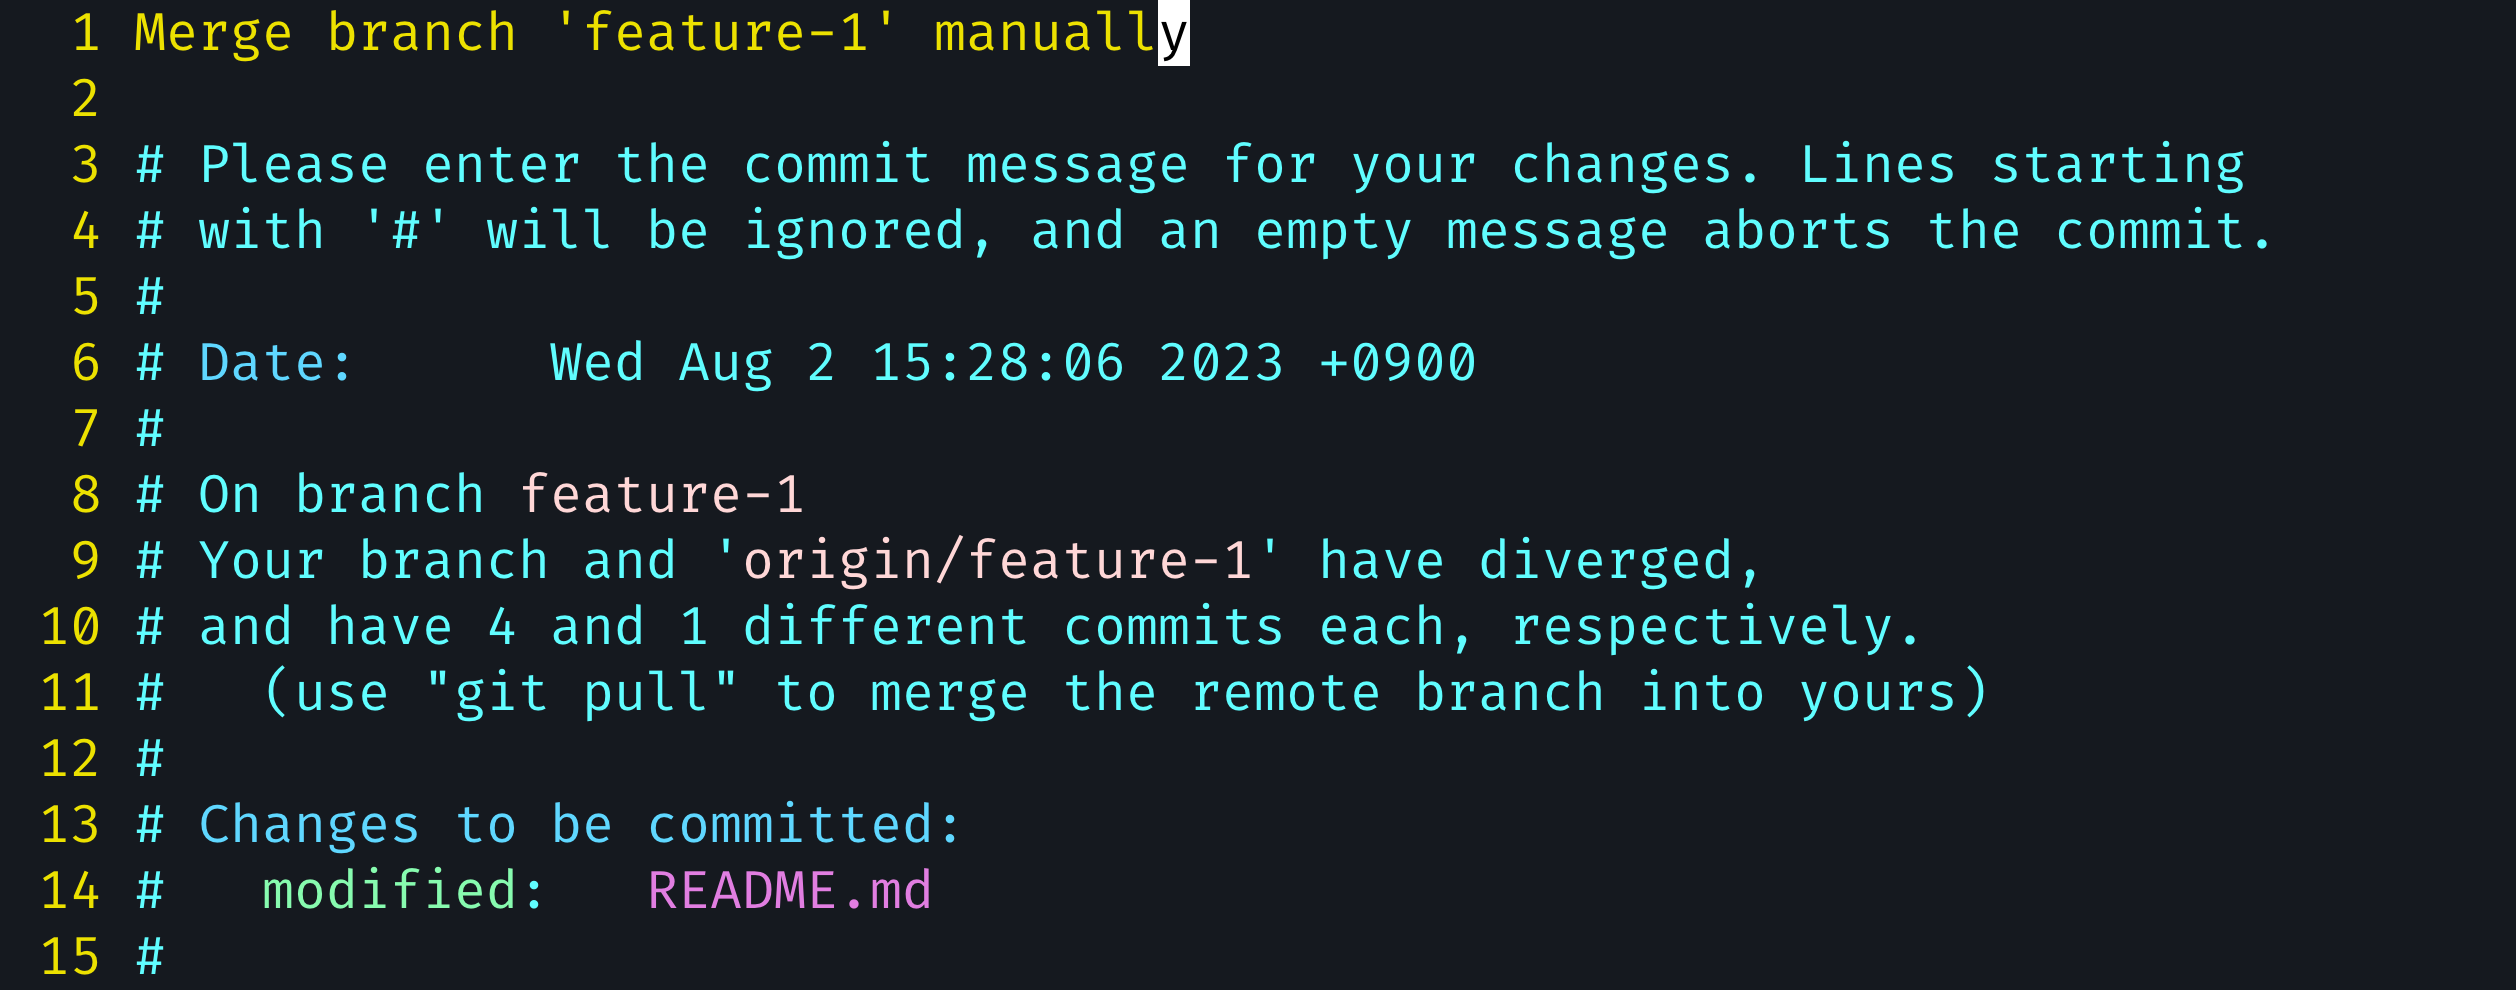 1 Merge branch 'feature-1' manually
2
3 # Please enter the commit message for your changes. Lines starting
4 # with '#' will be ignored, and an empty message aborts the commit.
5 #
6 # Date:      Wed Aug 2 15:28:06 2023 +0900
7 #
8 # On branch feature-1
9 # Your branch and 'origin/feature-1' have diverged,
10 # and have 4 and 1 different commits each, respectively.
11 #   (use "git pull" to merge the remote branch into yours)
12 #
13 # Changes to be committed:
14 #   modified:   README.md
15 #